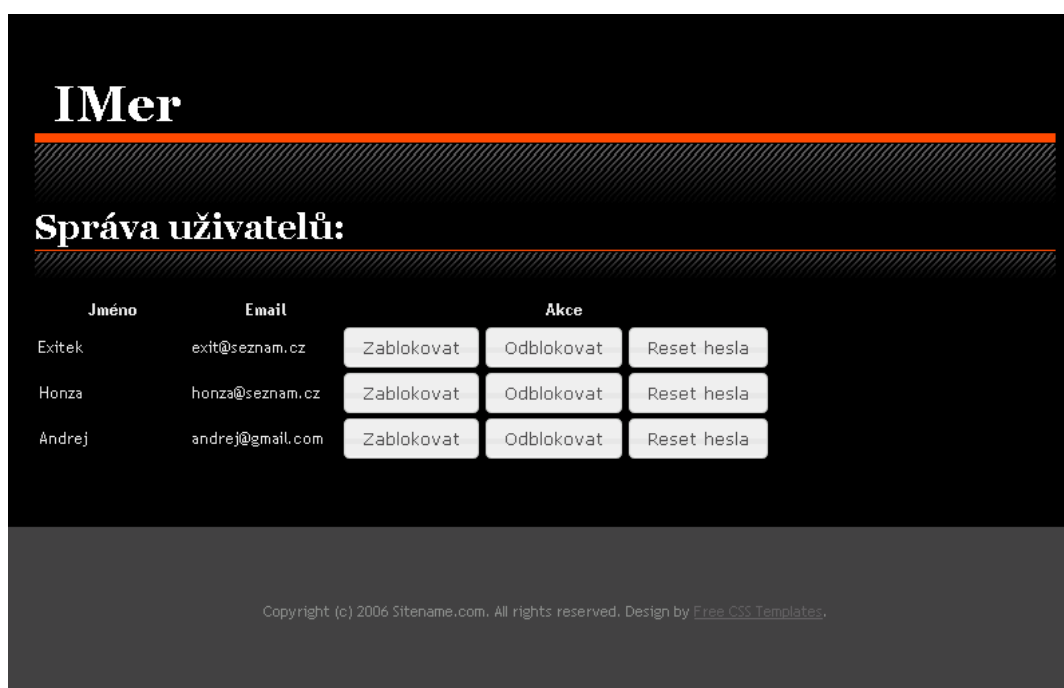 IMer
Správa uživatelů:
Jméno Email Akce
Exitek exit@seznam.cz Zablokovat Odblokovat Reset hesla
Honza honza@seznam.cz Zablokovat Odblokovat Reset hesla
Andrej andrej@gmail.com Zablokovat Odblokovat Reset hesla
Copyright (c) 2006 Sitename.com. All rights reserved. Design by Free CSS Templates.